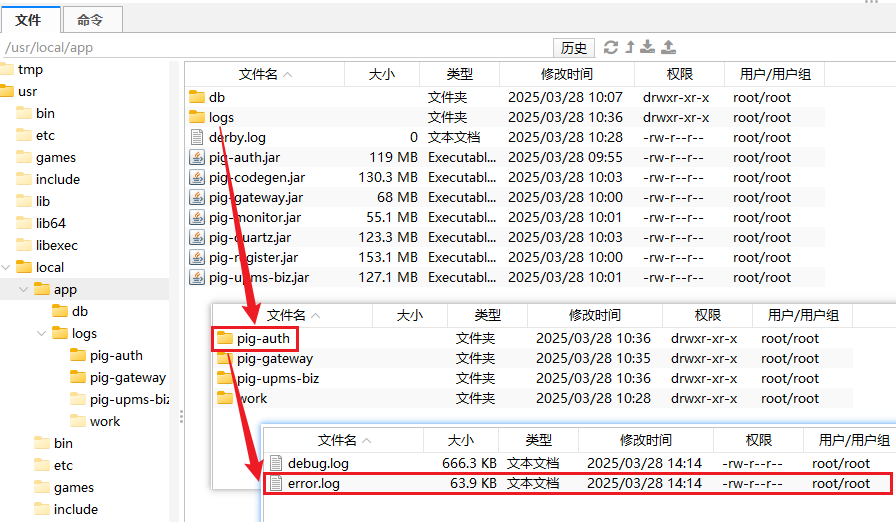 文件 命令
/usr/local/app 历史
tmp
usr
bin
etc
games
include
lib
lib64
libexec
local
app
db
logs
pig-auth
pig-gateway
pig-upms-biz
work
bin
etc
games
include
文件名 大小 类型 修改时间 权限 用户/用户组
db 文件夹 2025/03/28 10:07 drwxr-xr-x root/root
logs 文件夹 2025/03/28 10:36 drwxr-xr-x root/root
derby.log 0 文本文档 2025/03/28 10:28 -rw-r--r-- root/root
pig-auth.jar 119 MB Executabl... 2025/03/28 09:55 -rw-r--r-- root/root
pig-codegen.jar 130.3 MB Executabl... 2025/03/28 10:03 -rw-r--r-- root/root
pig-gateway.jar 68 MB Executabl... 2025/03/28 10:00 -rw-r--r-- root/root
pig-monitor.jar 55.1 MB Executabl... 2025/03/28 10:01 -rw-r--r-- root/root
pig-quartz.jar 123.3 MB Executabl... 2025/03/28 10:03 -rw-r--r-- root/root
pig-register.jar 153.1 MB Executabl... 2025/03/28 10:00 -rw-r--r-- root/root
pig-upms-biz.jar 127.1 MB Executabl... 2025/03/28 10:01 -rw-r--r-- root/root
文件名 大小 类型 修改时间 权限 用户/用户组
pig-auth 文件夹 2025/03/28 10:36 drwxr-xr-x root/root
pig-gateway 文件夹 2025/03/28 10:35 drwxr-xr-x root/root
pig-upms-biz 文件夹 2025/03/28 10:36 drwxr-xr-x root/root
work 文件夹 2025/03/28 10:28 drwxr-xr-x root/root
文件名 大小 类型 修改时间 权限 用户/用户组
debug.log 666.3 KB 文本文档 2025/03/28 14:14 -rw-r--r-- root/root
error.log 63.9 KB 文本文档 2025/03/28 14:14 -rw-r--r-- root/root